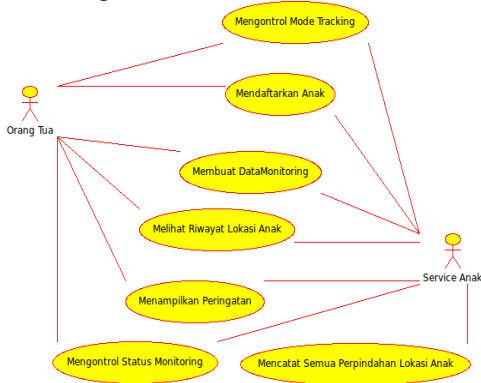 Mengontrol Mode Tracking
Mendaftarkan Anak
Orang Tua
Membuat DataMonitoring
Melihat Riwayat Lokasi Anak
Service Anak
Menampilkan Peringatan
Mengontrol Status Monitoring
Mencatat Semua Perpindahan Lokasi Anak